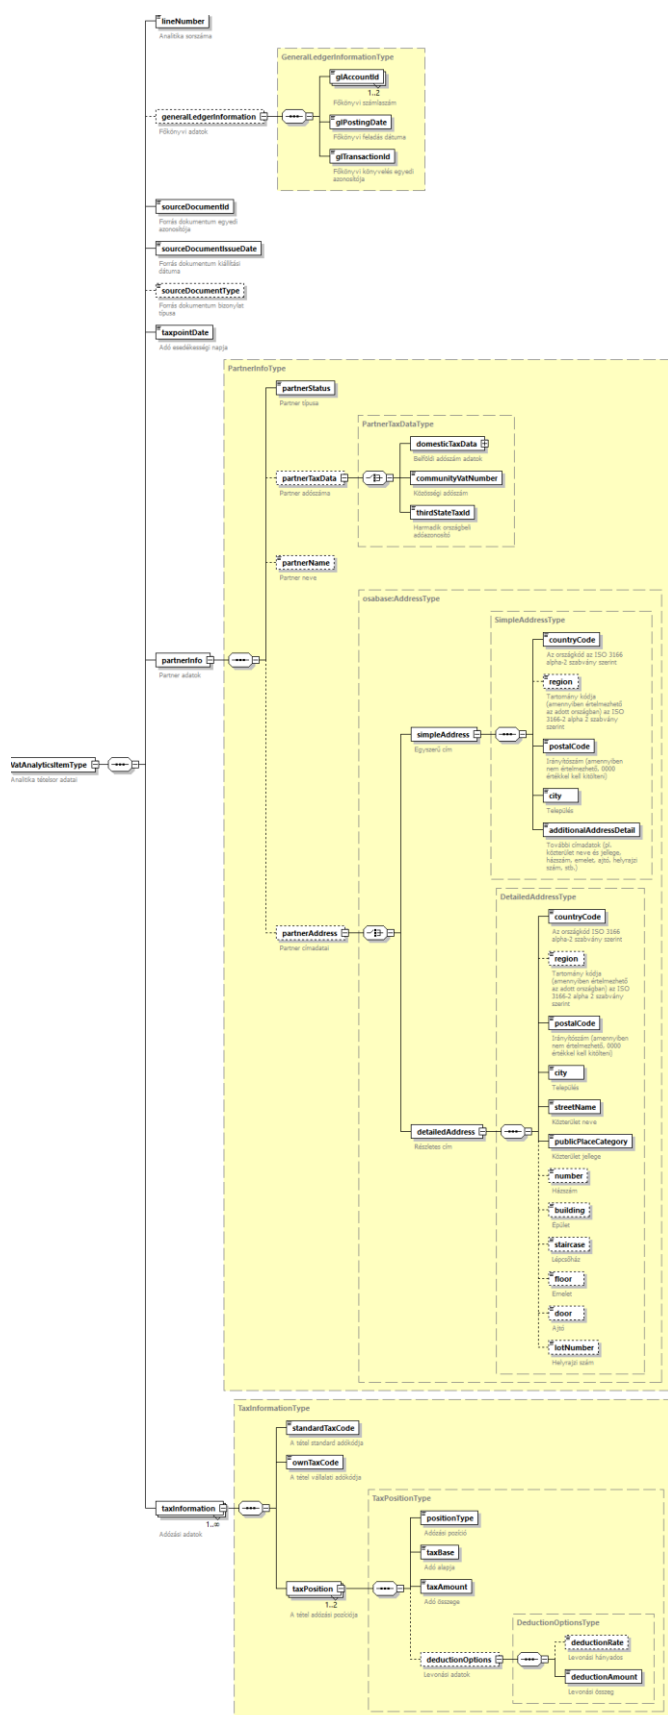 lineNumber
Analitika sorszáma
GeneralLedgerInformationType
glAccountId
1..2
Főkönyvi számlaszám
generalLedgerInformation
Főkönyvi adatok
glPostingDate
Főkönyvi feladás dátuma
glTransactionId
Főkönyvi könyvelés egyedi
azonosítója
sourceDocumentId
Forrás dokumentum egyedi
azonosítója
sourceDocumentIssueDate
Forrás dokumentum kiállítási
dátuma
sourceDocumentType
Forrás dokumentum bizonylat
típusa
taxpointDate
Adó esedékességi napja
PartnerInfoType
partnerStatus
Partner típusa
PartnerTaxDataType
domesticTaxData
Belföldi adószám adatok
partnerTaxData
Partner adószáma
communityVatNumber
Közösségi adószám
thirdStateTaxId
Harmadik országbeli
adóazonosító
partnerName
Partner neve
osabase:AddressType
SimpleAddressType
countryCode
Az országkód az ISO 3166
alpha-2 szabvány szerint
partnerInfo
Partner adatok
region
Tartomány kódja
(amennyiben értelmezhető
az adott országban) az ISO
3166-2 alpha 2 szabvány
szerint
simpleAddress
Egyszerű cím
postalCode
Irányítószám (amennyiben
nem értelmezhető, 0000
értékkel kell kitölteni)
VatAnalyticsItemType
Analitika tételsor adatai
city
Település
additionalAddressDetail
További címadatok (pl.
közterület neve és jellege,
házszám, emelet, ajtó, helyrajzi
szám, stb.)
DetailedAddressType
countryCode
Az országkód ISO 3166
alpha-2 szabvány szerint
partnerAddress
Partner címadatai
region
Tartomány kódja
(amennyiben értelmezhető
az adott országban) az ISO
3166-2 alpha 2 szabvány
szerint
postalCode
Irányítószám (amennyiben
nem értelmezhető, 0000
értékkel kell kitölteni)
city
Település
streetName
Közterület neve
detailedAddress
Részletes cím
publicPlaceCategory
Közterület jellege
number
Házszám
building
Épület
staircase
Lépcsőház
floor
Emelet
door
Ajtó
lotNumber
Helyrajzi szám
TaxInformationType
standardTaxCode
A tétel standard adókódja
ownTaxCode
A tétel vállalati adókódja
taxInformation
1..∞
Adózási adatok
TaxPositionType
positionType
Adózási pozíció
taxBase
Adó alapja
taxPosition
1..2
A tétel adózási pozíciója
taxAmount
Adó összege
DeductionOptionsType
deductionRate
Levonási hányados
deductionOptions
Levonási adatok
deductionAmount
Levonási összeg